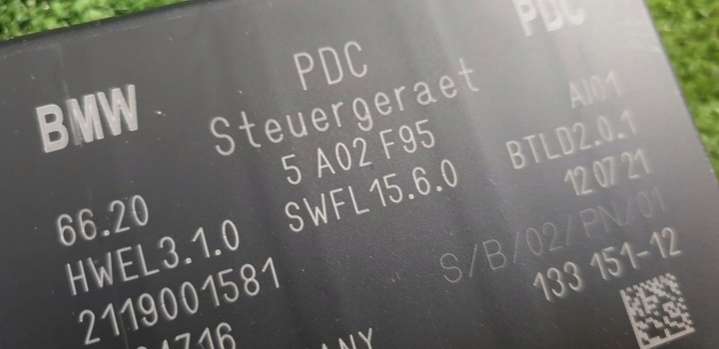 BMW PDC PDC
Steuergeraet
66.20 5 A02 F95 AI01
HWEL3.1.0 SWFL15.6.0 BTLD2.0.1
2119001581 12 07 21
S/B/02/PN/01
133 151-12